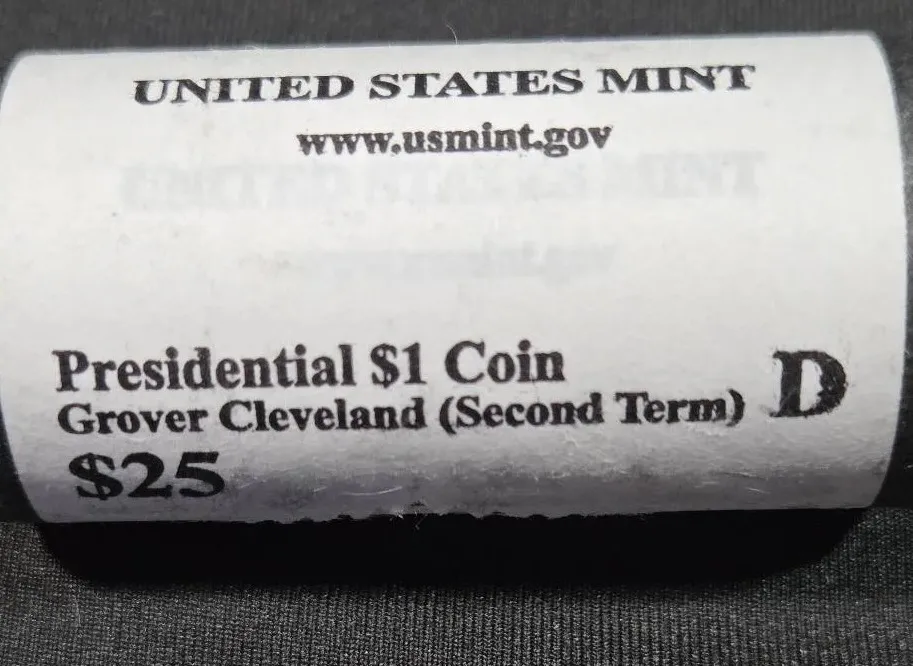 UNITED STATES MINT
www.usmint.gov
Presidential $1 Coin
Grover Cleveland (Second Term) D
$25